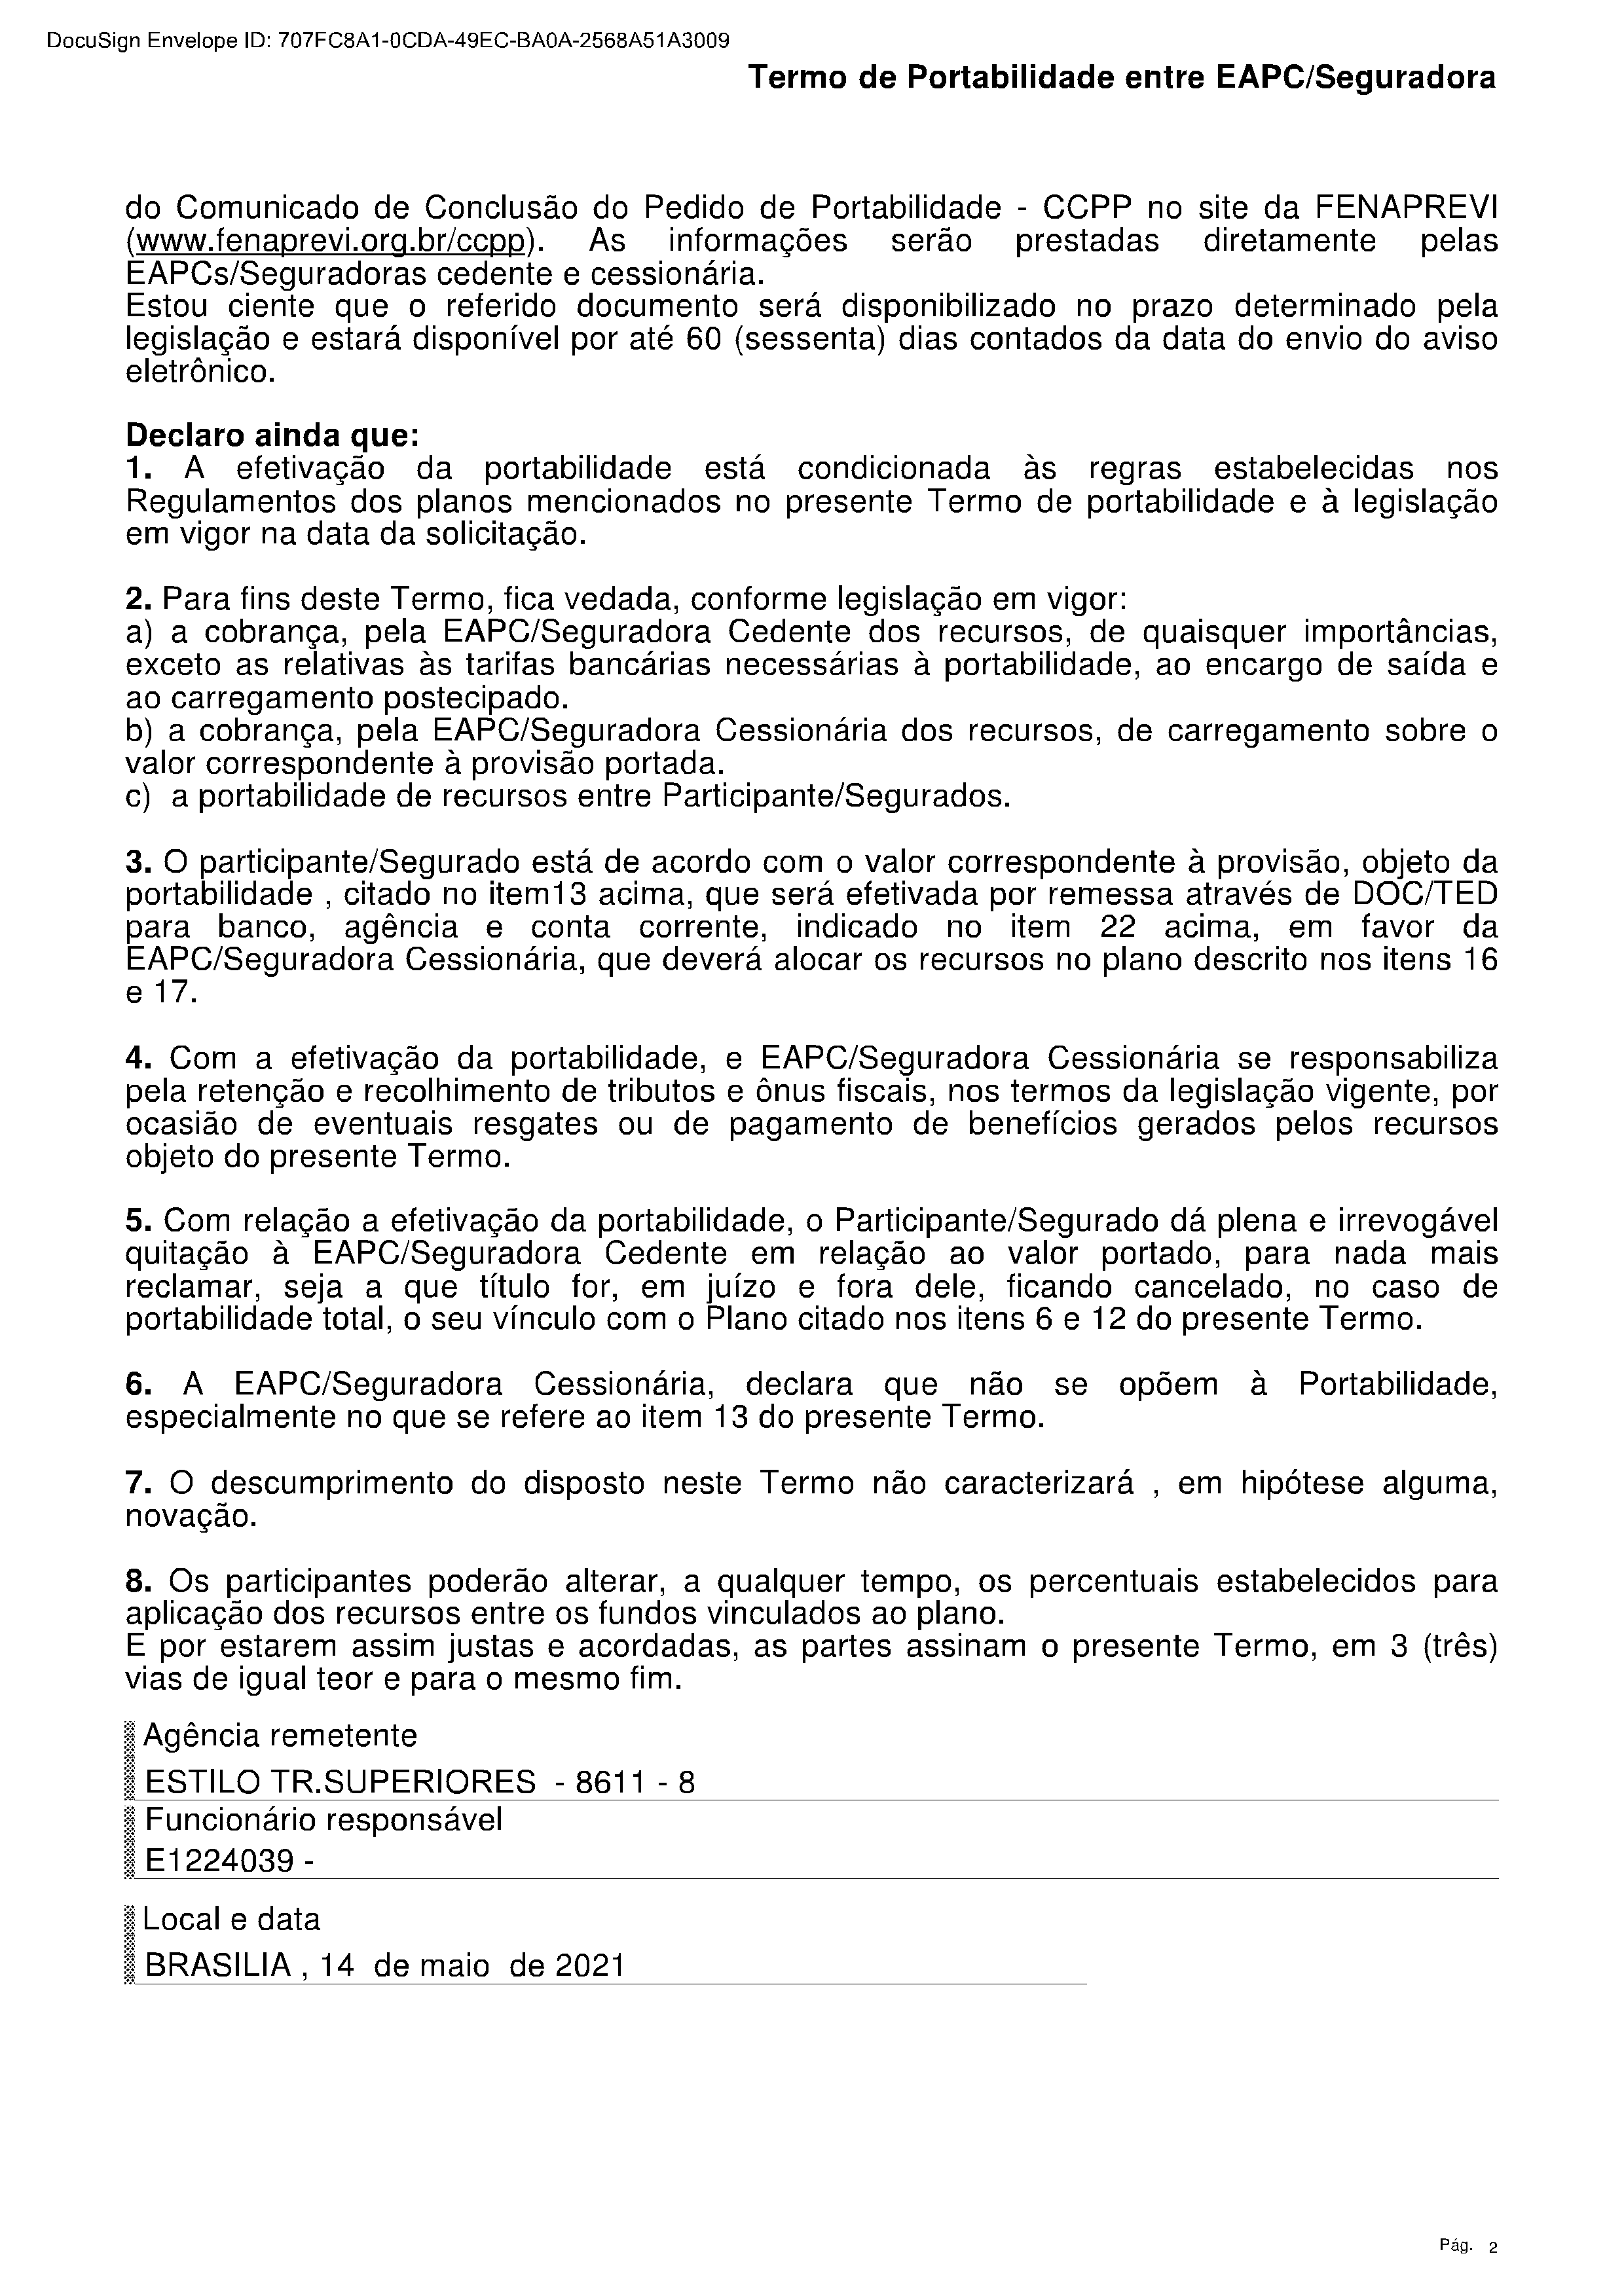 DocuSign Envelope ID: 707FC8A1-0CDA-49EC-BA0A-2568A51A3009
Termo de Portabilidade entre EAPC/Seguradora
do Comunicado de Conclusão do Pedido de Portabilidade - CCPP no site da FENAPREVI
(www.fenaprevi.org.br/ccpp). As informações serão prestadas diretamente pelas
EAPCs/Seguradoras cedente e cessionária.
Estou ciente que o referido documento será disponibilizado no prazo determinado pela
legislação e estará disponível por até 60 (sessenta) dias contados da data do envio do aviso
eletrônico.
Declaro ainda que:
1. A efetivação da portabilidade está condicionada às regras estabelecidas nos
Regulamentos dos planos mencionados no presente Termo de portabilidade e à legislação
em vigor na data da solicitação.
2. Para fins deste Termo, fica vedada, conforme legislação em vigor:
a) a cobrança, pela EAPC/Seguradora Cedente dos recursos, de quaisquer importâncias,
exceto as relativas às tarifas bancárias necessárias à portabilidade, ao encargo de saída e
ao carregamento postecipado.
b) a cobrança, pela EAPC/Seguradora Cessionária dos recursos, de carregamento sobre o
valor correspondente à provisão portada.
c) a portabilidade de recursos entre Participante/Segurados.
3. O participante/Segurado está de acordo com o valor correspondente à provisão, objeto da
portabilidade , citado no item13 acima, que será efetivada por remessa através de DOC/TED
para banco, agência e conta corrente, indicado no item 22 acima, em favor da
EAPC/Seguradora Cessionária, que deverá alocar os recursos no plano descrito nos itens 16
e 17.
4. Com a efetivação da portabilidade, e EAPC/Seguradora Cessionária se responsabiliza
pela retenção e recolhimento de tributos e ônus fiscais, nos termos da legislação vigente, por
ocasião de eventuais resgates ou de pagamento de benefícios gerados pelos recursos
objeto do presente Termo.
5. Com relação a efetivação da portabilidade, o Participante/Segurado dá plena e irrevogável
quitação à EAPC/Seguradora Cedente em relação ao valor portado, para nada mais
reclamar, seja a que título for, em juízo e fora dele, ficando cancelado, no caso de
portabilidade total, o seu vínculo com o Plano citado nos itens 6 e 12 do presente Termo.
6. A EAPC/Seguradora Cessionária, declara que não se opõem à Portabilidade,
especialmente no que se refere ao item 13 do presente Termo.
7. O descumprimento do disposto neste Termo não caracterizará , em hipótese alguma,
novação.
8. Os participantes poderão alterar, a qualquer tempo, os percentuais estabelecidos para
aplicação dos recursos entre os fundos vinculados ao plano.
E por estarem assim justas e acordadas, as partes assinam o presente Termo, em 3 (três)
vias de igual teor e para o mesmo fim.
Agência remetente
ESTILO TR.SUPERIORES - 8611 - 8
Funcionário responsável
E1224039 -
Local e data
BRASILIA , 14 de maio de 2021
Pág. 2